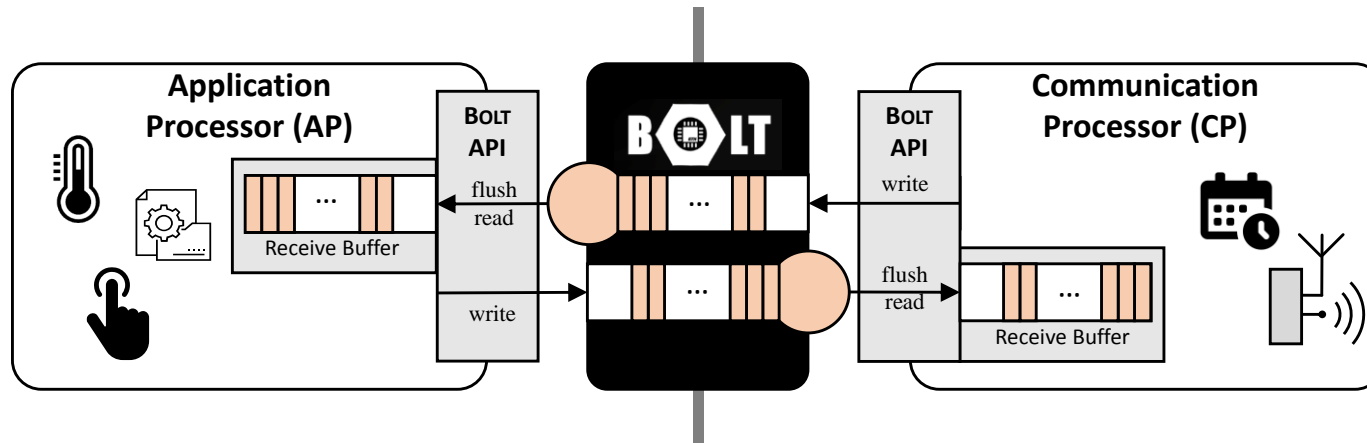 Application
Processor (AP)
BOLT
API
flush
read
...
Receive Buffer
write
BOLT
...
...
BOLT
API
write
flush
read
...
Receive Buffer
Communication
Processor (CP)